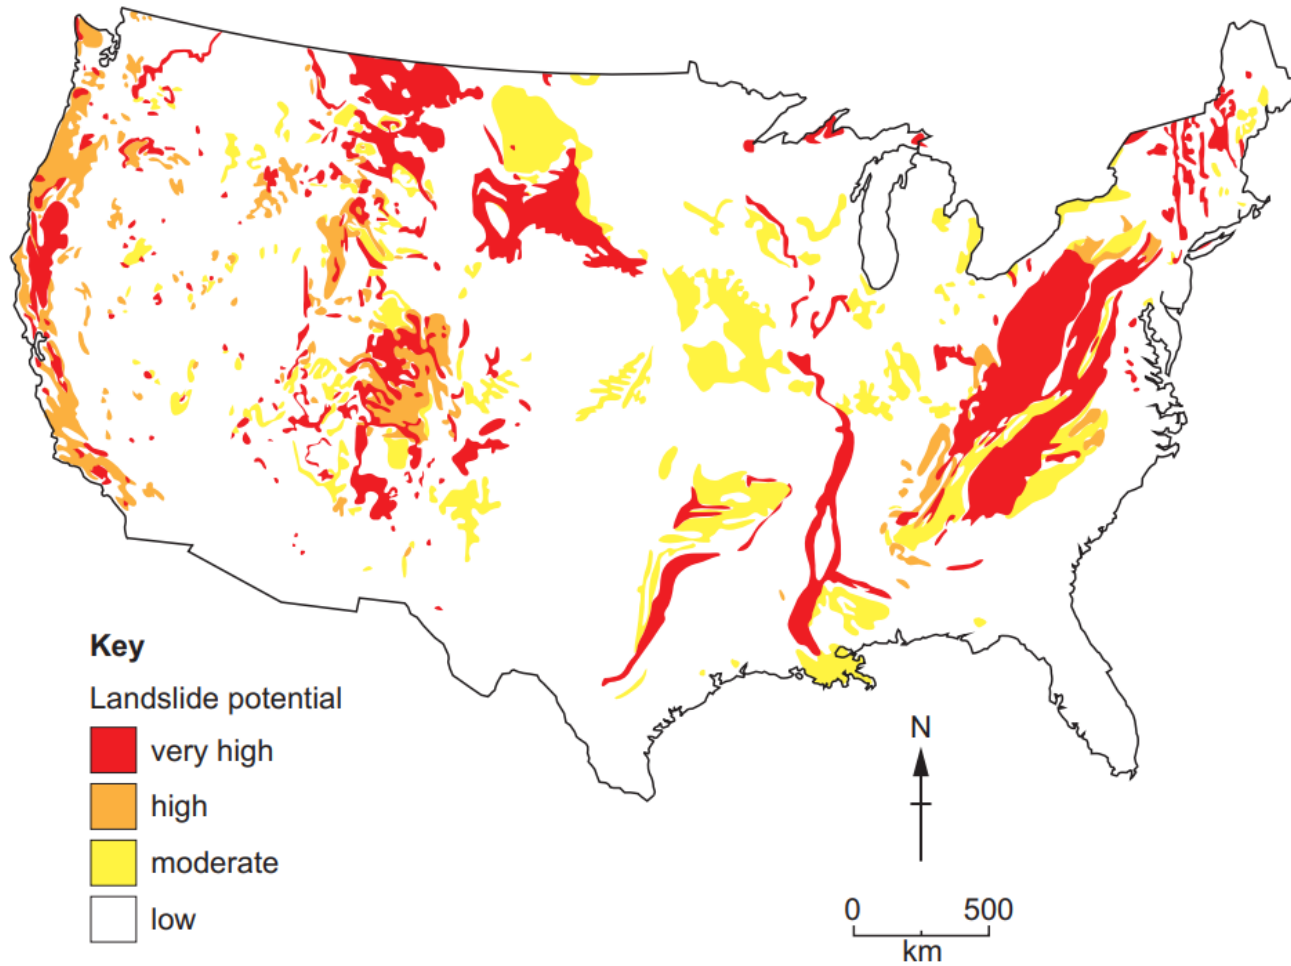 Key
Landslide potential
very high
high
moderate
low
N
0 500
km